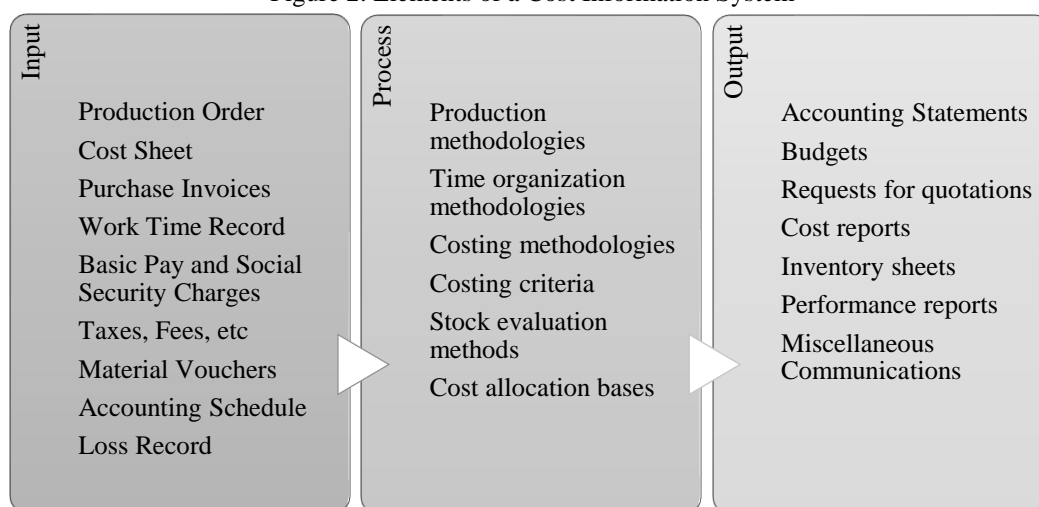 Figure 2. Elements of a Cost Information System
Input
Production Order
Cost Sheet
Purchase Invoices
Work Time Record
Basic Pay and Social
Security Charges
Taxes, Fees, etc
Material Vouchers
Accounting Schedule
Loss Record
Process
Production
methodologies
Time organization
methodologies
Costing methodologies
Costing criteria
Stock evaluation
methods
Cost allocation bases
Output
Accounting Statements
Budgets
Requests for quotations
Cost reports
Inventory sheets
Performance reports
Miscellaneous
Communications